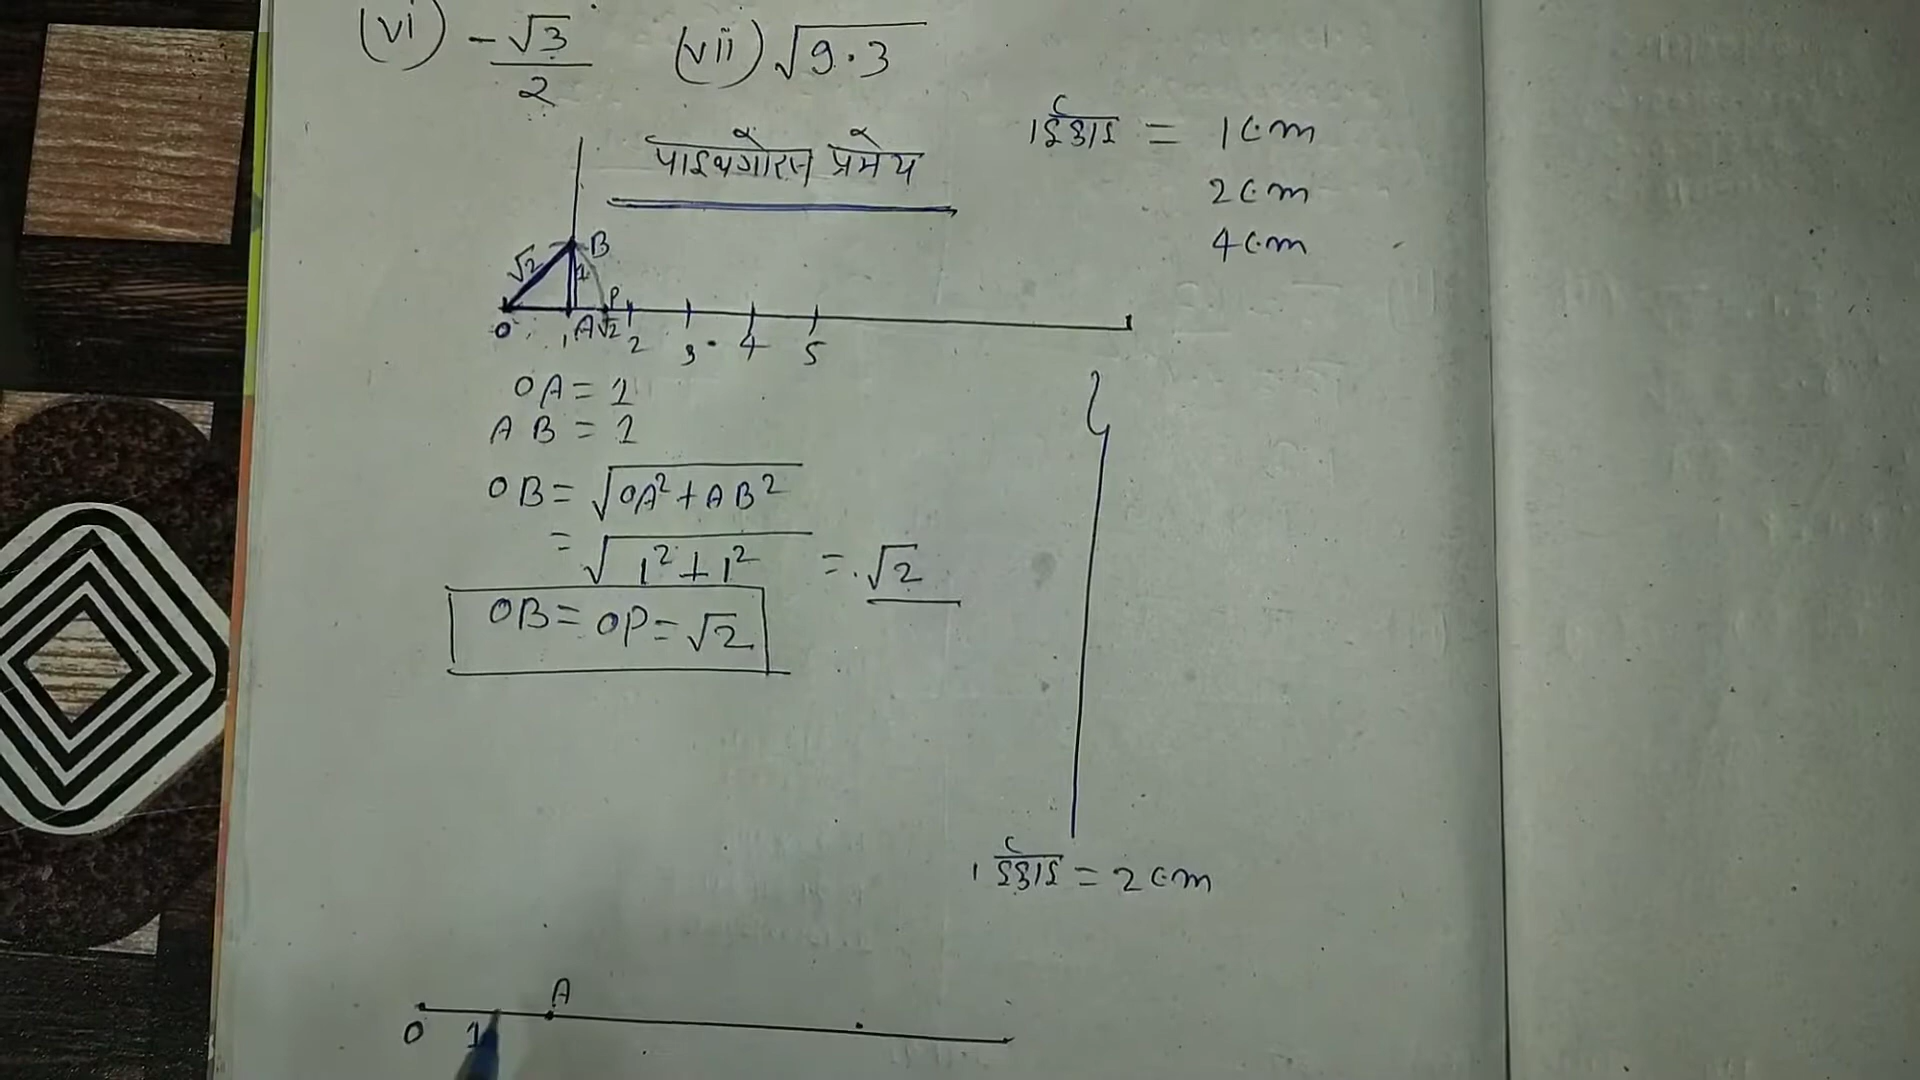 (vi) -√3/2 (vii) √9.3
पाइथागोरस प्रमेय
1 इकाई = 1cm
2cm
4cm
√2 B
1
P
0 1 A √2 2 3 4 5
OA = 1
AB = 1
OB = √OA²+AB²
= √1²+1² = √2
OB = OP = √2
1 इकाई = 2cm
A
0 1